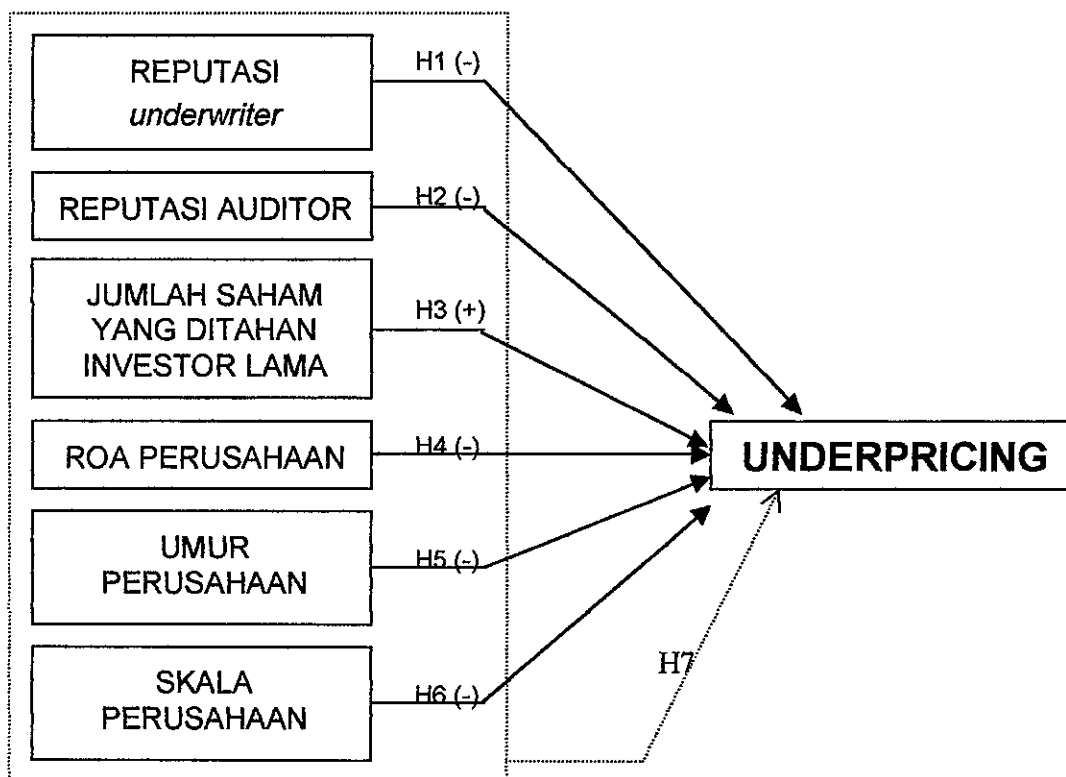 REPUTASI
underwriter
H1 (-)
REPUTASI AUDITOR
H2 (-)
JUMLAH SAHAM
YANG DITAHAN
INVESTOR LAMA
H3 (+)
ROA PERUSAHAAN
H4 (-)
UNDERPRICING
UMUR
PERUSAHAAN
H5 (-)
SKALA
PERUSAHAAN
H6 (-)
H7